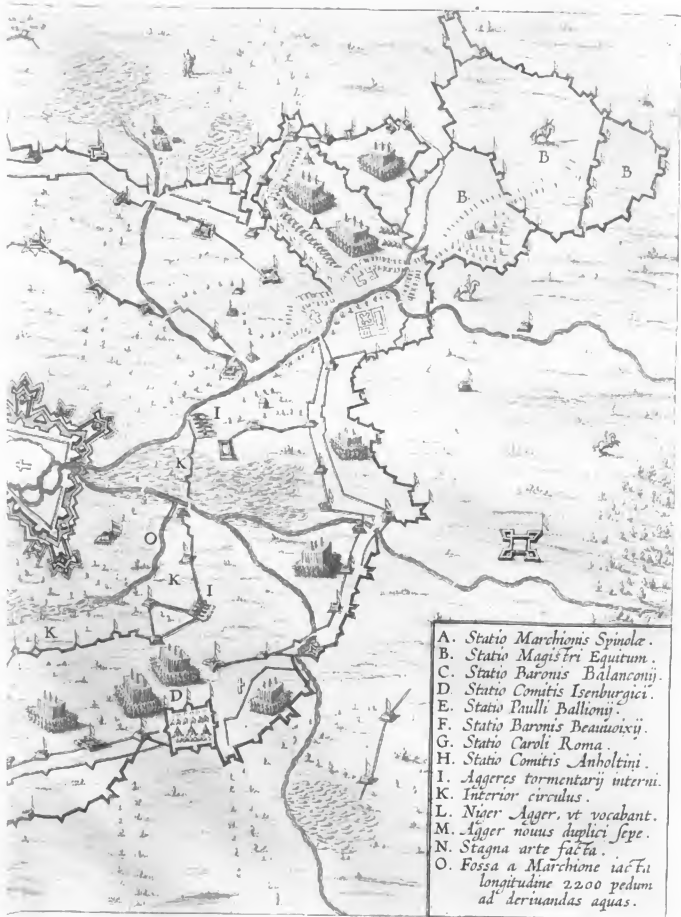 B
B
B
A
I
K
O
K
I
K
D
A. Statio Marchionis Spinolæ.
B. Statio Magistri Equitum.
C. Statio Baronis Balanconij.
D. Statio Comitis Isenburgici.
E. Statio Paulli Ballionij.
F. Statio Baronis Beauuoixij.
G. Statio Caroli Roma.
H. Statio Comitis Anholtini.
I. Aggeres tormentarij interni.
K. Interior circulus.
L. Niger Agger, vt vocabant.
M. Agger nouus duplici sepe.
N. Stagna arte facta.
O. Fossa a Marchione iacta
longitudine 2200 pedum
ad deriuandas aquas.